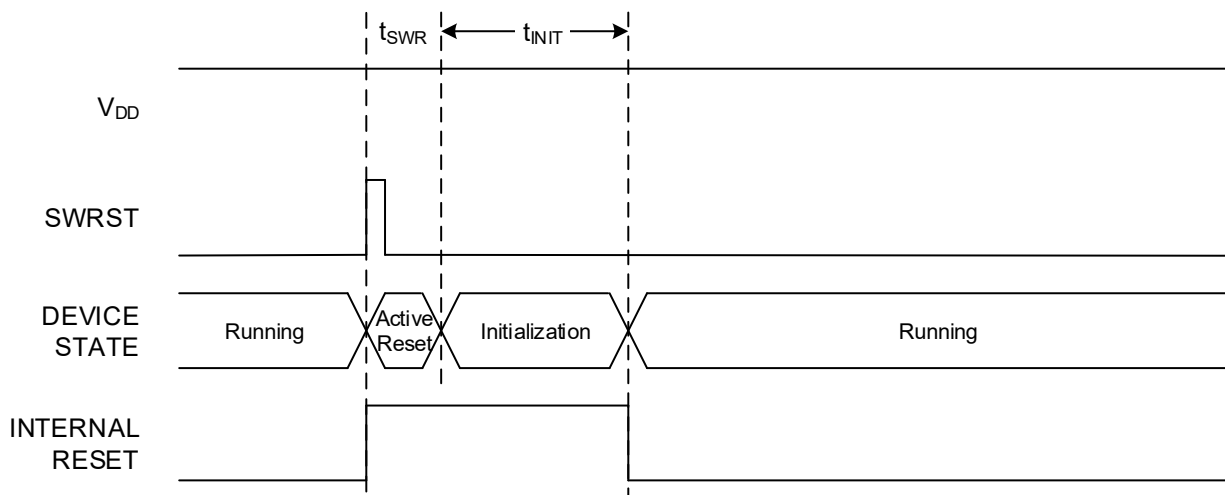 tSWR
tINIT
VDD
SWRST
DEVICE
STATE
Running
Active
Reset
Initialization
Running
INTERNAL
RESET